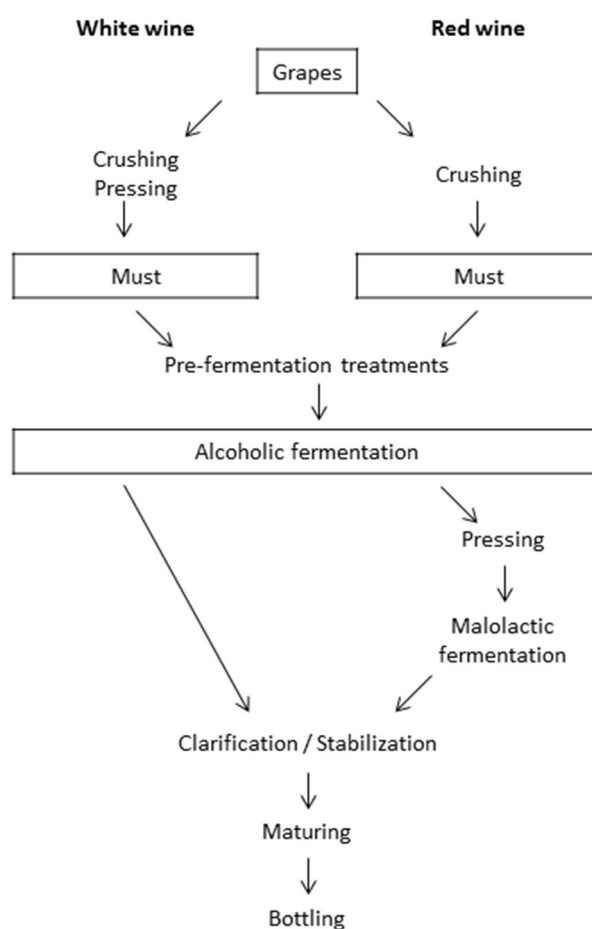 White wine
Red wine
Grapes
Crushing
Pressing
Crushing
Must
Must
Pre-fermentation treatments
Alcoholic fermentation
Pressing
Malolactic
fermentation
Clarification / Stabilization
Maturing
Bottling